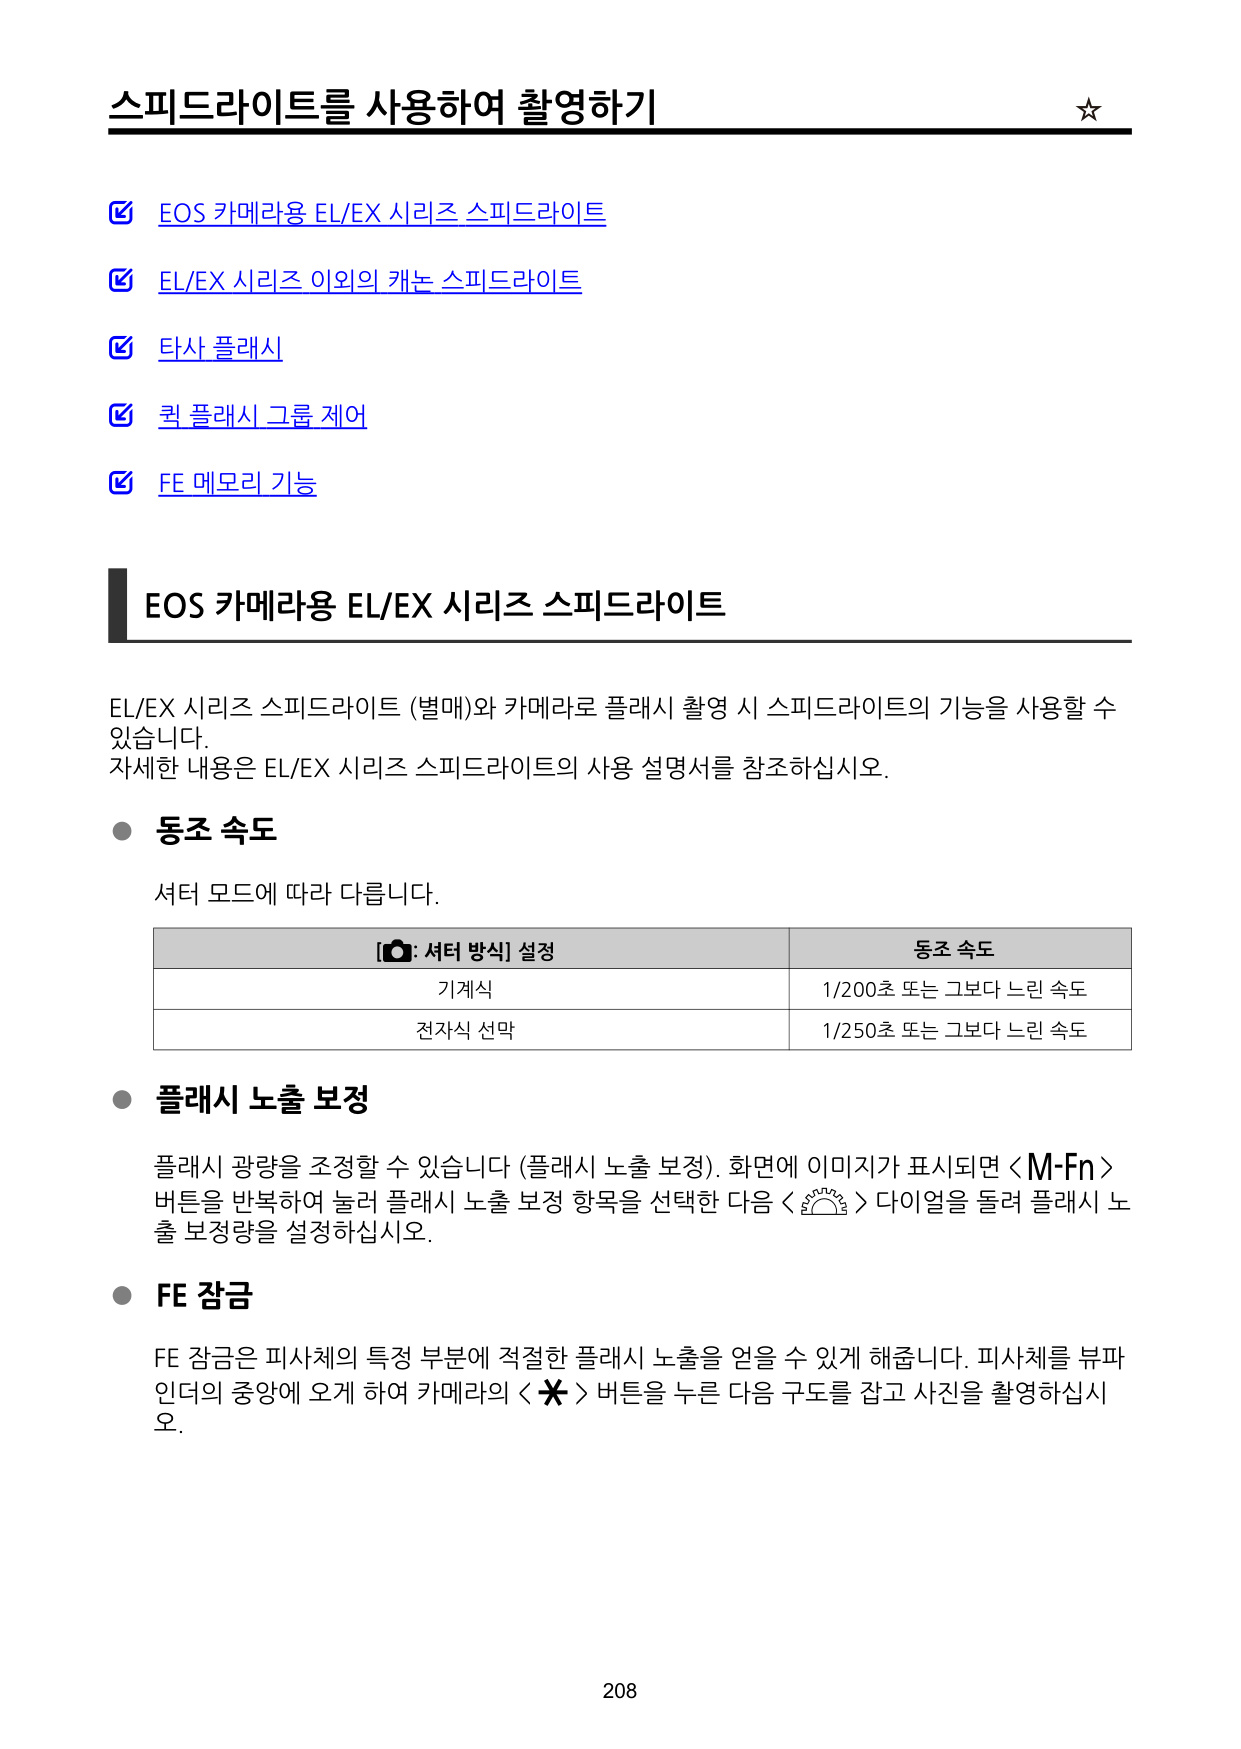 스피드라이트를 사용하여 촬영하기 ☆
EOS 카메라용 EL/EX 시리즈 스피드라이트
EL/EX 시리즈 이외의 캐논 스피드라이트
타사 플래시
퀵 플래시 그룹 제어
FE 메모리 기능
EOS 카메라용 EL/EX 시리즈 스피드라이트
EL/EX 시리즈 스피드라이트 (별매)와 카메라로 플래시 촬영 시 스피드라이트의 기능을 사용할 수
있습니다.
자세한 내용은 EL/EX 시리즈 스피드라이트의 사용 설명서를 참조하십시오.
● 동조 속도
셔터 모드에 따라 다릅니다.
[: 셔터 방식] 설정 동조 속도
기계식 1/200초 또는 그보다 느린 속도
전자식 선막 1/250초 또는 그보다 느린 속도
● 플래시 노출 보정
플래시 광량을 조정할 수 있습니다 (플래시 노출 보정). 화면에 이미지가 표시되면 <M-Fn>
버튼을 반복하여 눌러 플래시 노출 보정 항목을 선택한 다음 < > 다이얼을 돌려 플래시 노
출 보정량을 설정하십시오.
● FE 잠금
FE 잠금은 피사체의 특정 부분에 적절한 플래시 노출을 얻을 수 있게 해줍니다. 피사체를 뷰파
인더의 중앙에 오게 하여 카메라의 < * > 버튼을 누른 다음 구도를 잡고 사진을 촬영하십시
오.
208